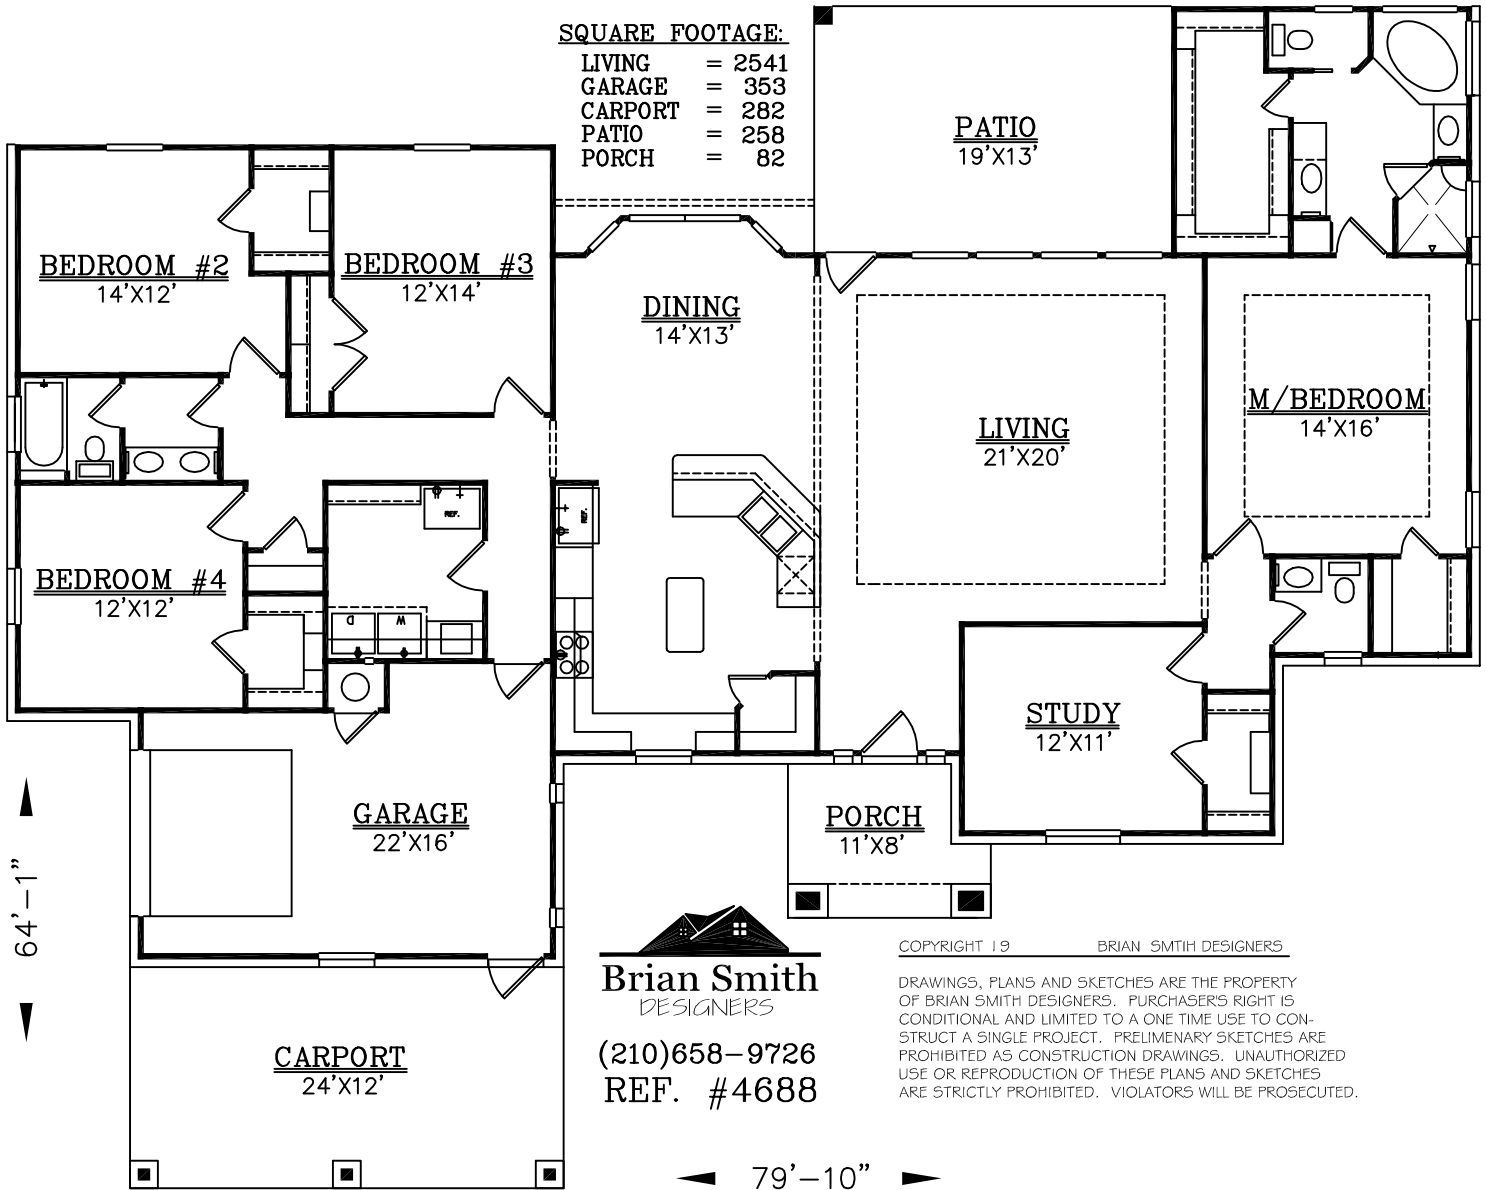 SQUARE FOOTAGE:
LIVING = 2541
GARAGE = 353
CARPORT = 282
PATIO = 258
PORCH = 82
PATIO
19'X13'
BEDROOM #2
14'X12'
BEDROOM #3
12'X14'
DINING
14'X13'
LIVING
21'X20'
M/BEDROOM
14'X16'
REF.
REF.
BEDROOM #4
12'X12'
D
W
STUDY
12'X11'
GARAGE
22'X16'
PORCH
11'X8'
64'-1"
CARPORT
24'X12'
Brian Smith
DESIGNERS
(210)658-9726
REF. #4688
79'-10"
COPYRIGHT 19 BRIAN SMTIH DESIGNERS
DRAWINGS, PLANS AND SKETCHES ARE THE PROPERTY
OF BRIAN SMITH DESIGNERS. PURCHASER'S RIGHT IS
CONDITIONAL AND LIMITED TO A ONE TIME USE TO CON-
STRUCT A SINGLE PROJECT. PRELIMENARY SKETCHES ARE
PROHIBITED AS CONSTRUCTION DRAWINGS. UNAUTHORIZED
USE OR REPRODUCTION OF THESE PLANS AND SKETCHES
ARE STRICTLY PROHIBITED. VIOLATORS WILL BE PROSECUTED.